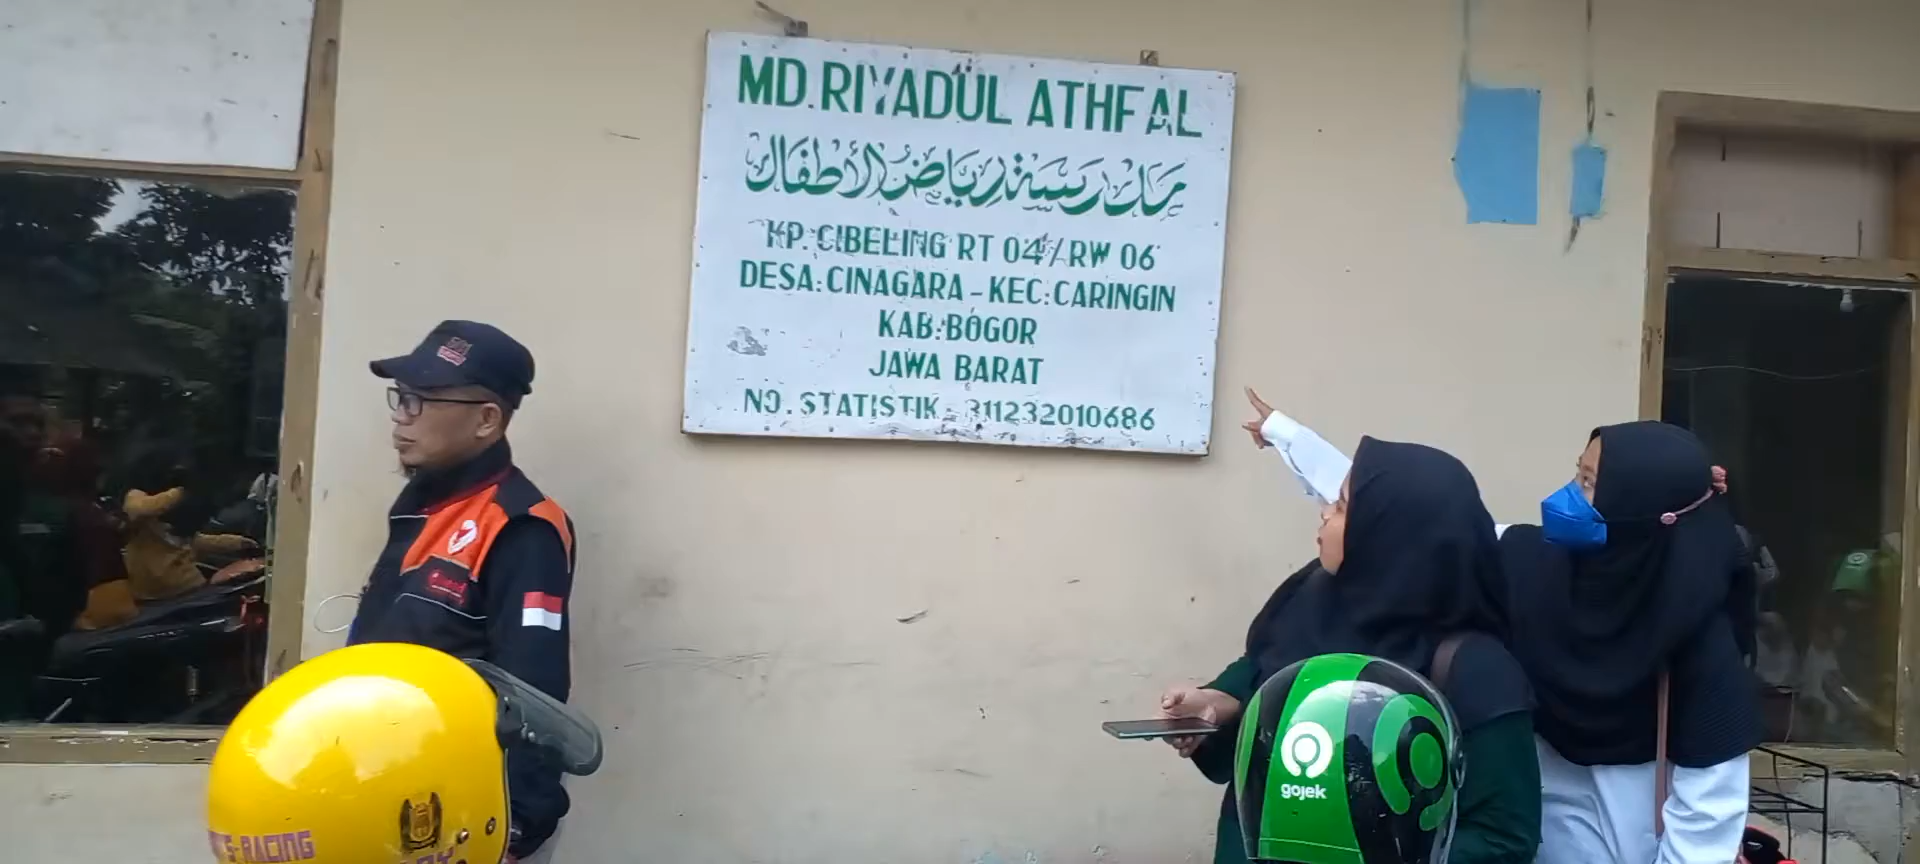 MD.RIYADUL ATHFAL
مدرسة رياض الأطفال
KP. CIBELING RT 04/RW 06
DESA: CINAGARA - KEC: CARINGIN
KAB: BOGOR
JAWA BARAT
NO. STATISTIK. 311232010686
gojek
S-RACING